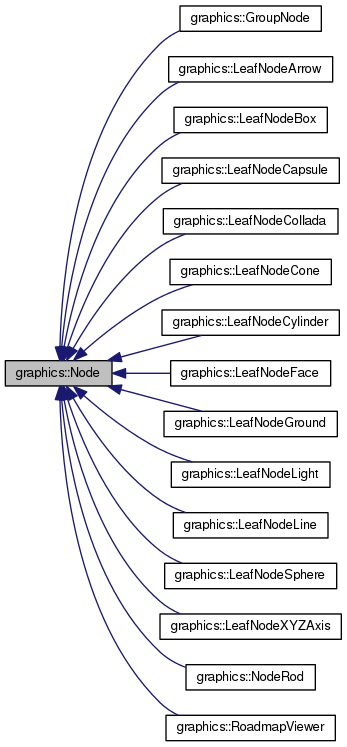 graphics::GroupNode
graphics::LeafNodeArrow
graphics::LeafNodeBox
graphics::LeafNodeCapsule
graphics::LeafNodeCollada
graphics::LeafNodeCone
graphics::LeafNodeCylinder
graphics::Node
graphics::LeafNodeFace
graphics::LeafNodeGround
graphics::LeafNodeLight
graphics::LeafNodeLine
graphics::LeafNodeSphere
graphics::LeafNodeXYZAxis
graphics::NodeRod
graphics::RoadmapViewer